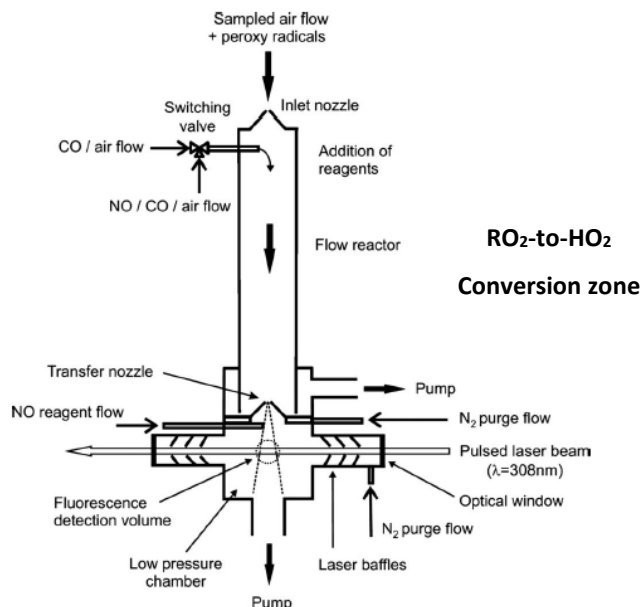 Sampled air flow
+ peroxy radicals
Switching
valve
Inlet nozzle
CO / air flow
Addition of
reagents
NO / CO / air flow
RO₂-to-HO₂
Conversion zone
Flow reactor
Transfer nozzle
Pump
NO reagent flow
N₂ purge flow
Pulsed laser beam
(λ=308nm)
Fluorescence
detection volume
Optical window
N₂ purge flow
Low pressure
chamber
Laser baffles
Pump